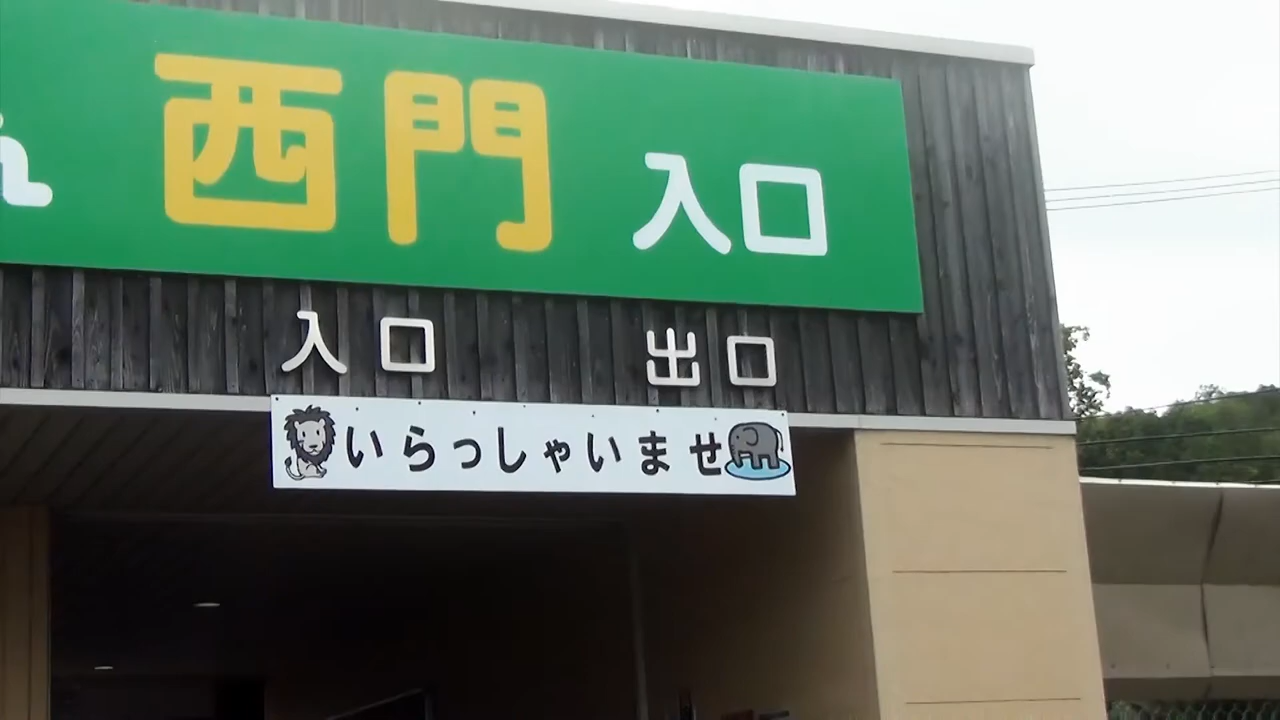 西門 入口
入口 出口
いらっしゃいませ